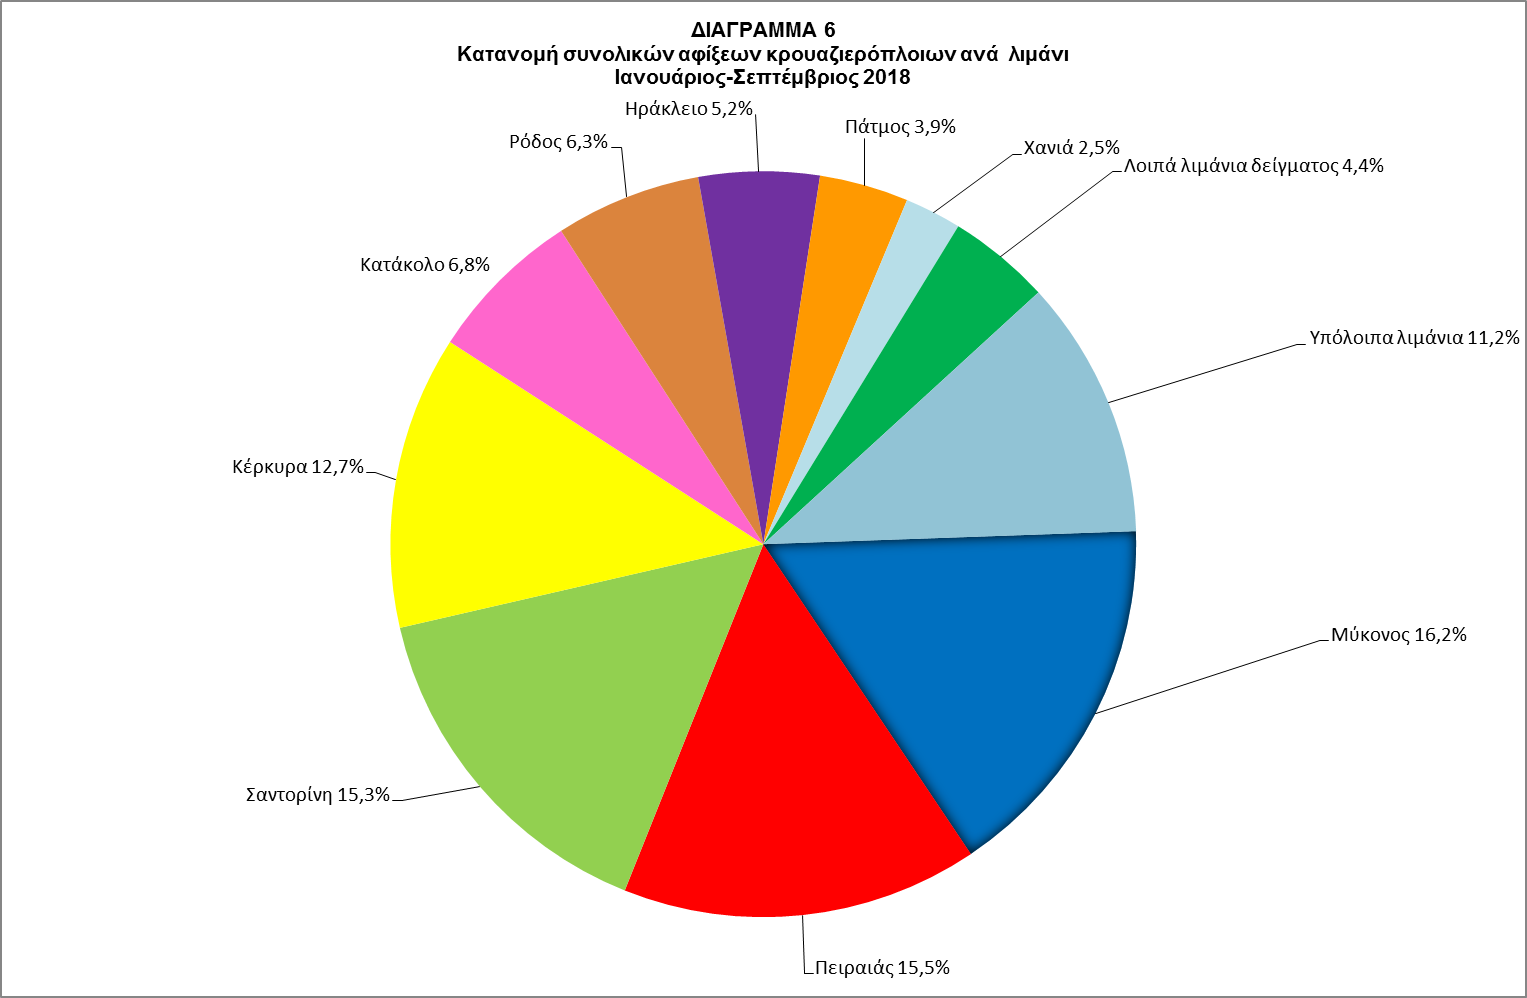 ΔΙΑΓΡΑΜΜΑ 6
Κατανομή συνολικών αφίξεων κρουαζιερόπλοιων ανά λιμάνι
Ιανουάριος-Σεπτέμβριος 2018
Ηράκλειο 5,2%
Πάτμος 3,9%
Ρόδος 6,3%
Χανιά 2,5%
Λοιπά λιμάνια δείγματος 4,4%
Κατάκολο 6,8%
Υπόλοιπα λιμάνια 11,2%
Κέρκυρα 12,7%
Μύκονος 16,2%
Σαντορίνη 15,3%
Πειραιάς 15,5%